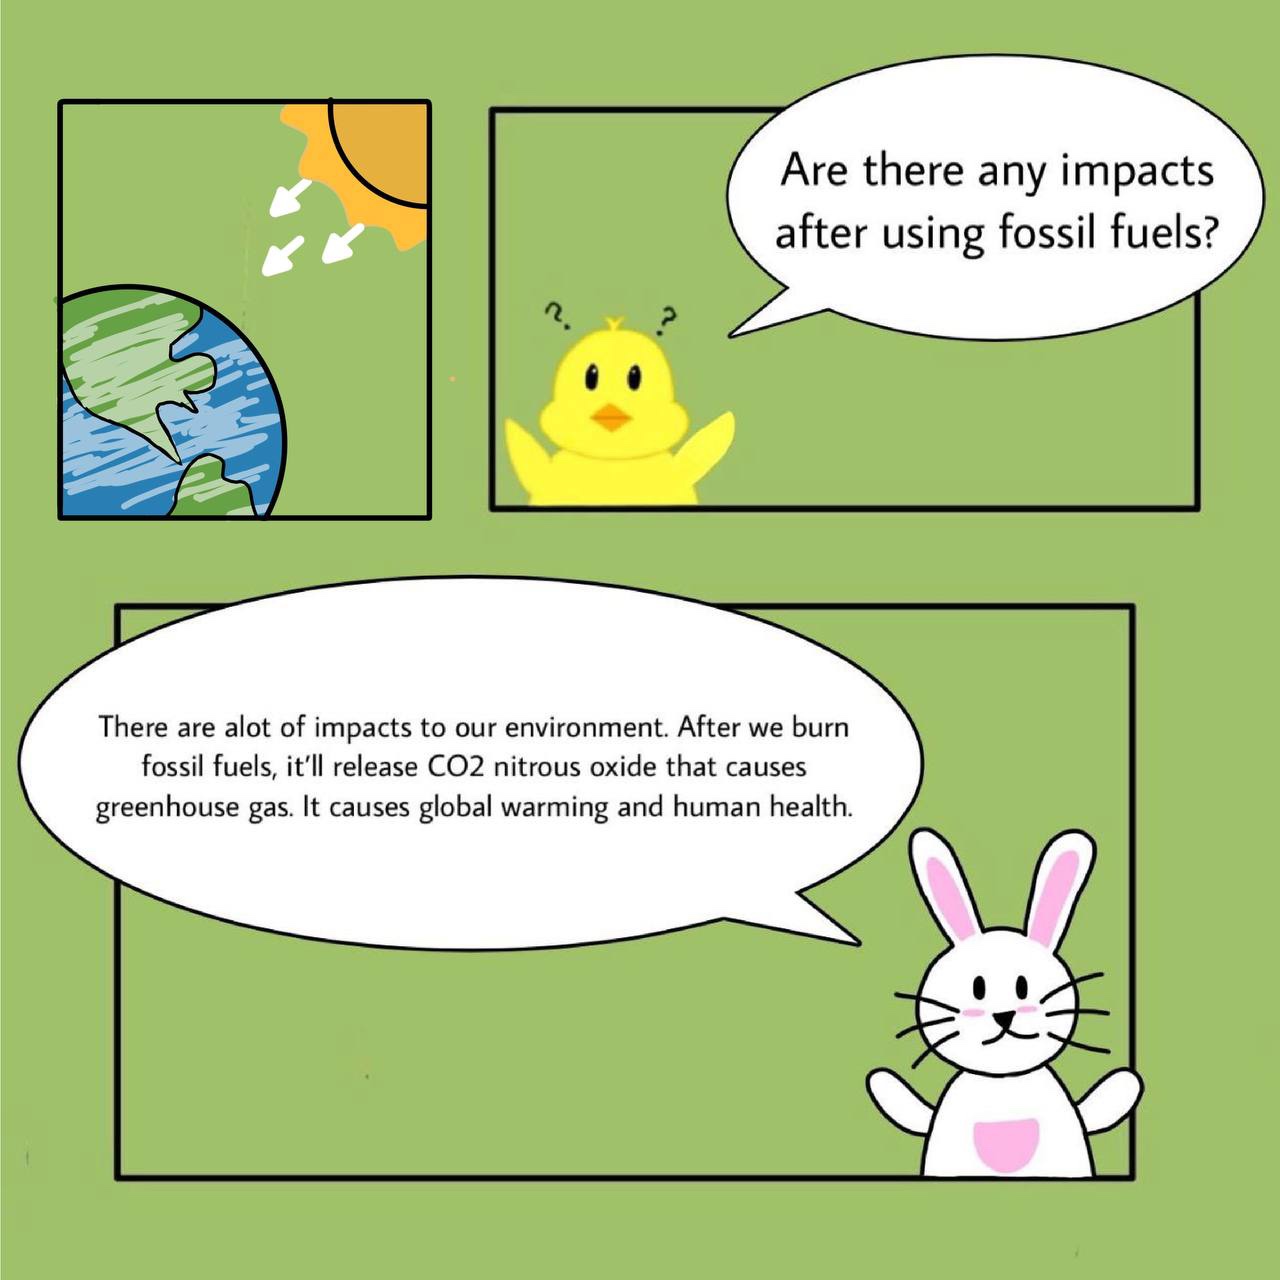 Are there any impacts
after using fossil fuels?
? ?
There are alot of impacts to our environment. After we burn
fossil fuels, it'll release CO2 nitrous oxide that causes
greenhouse gas. It causes global warming and human health.